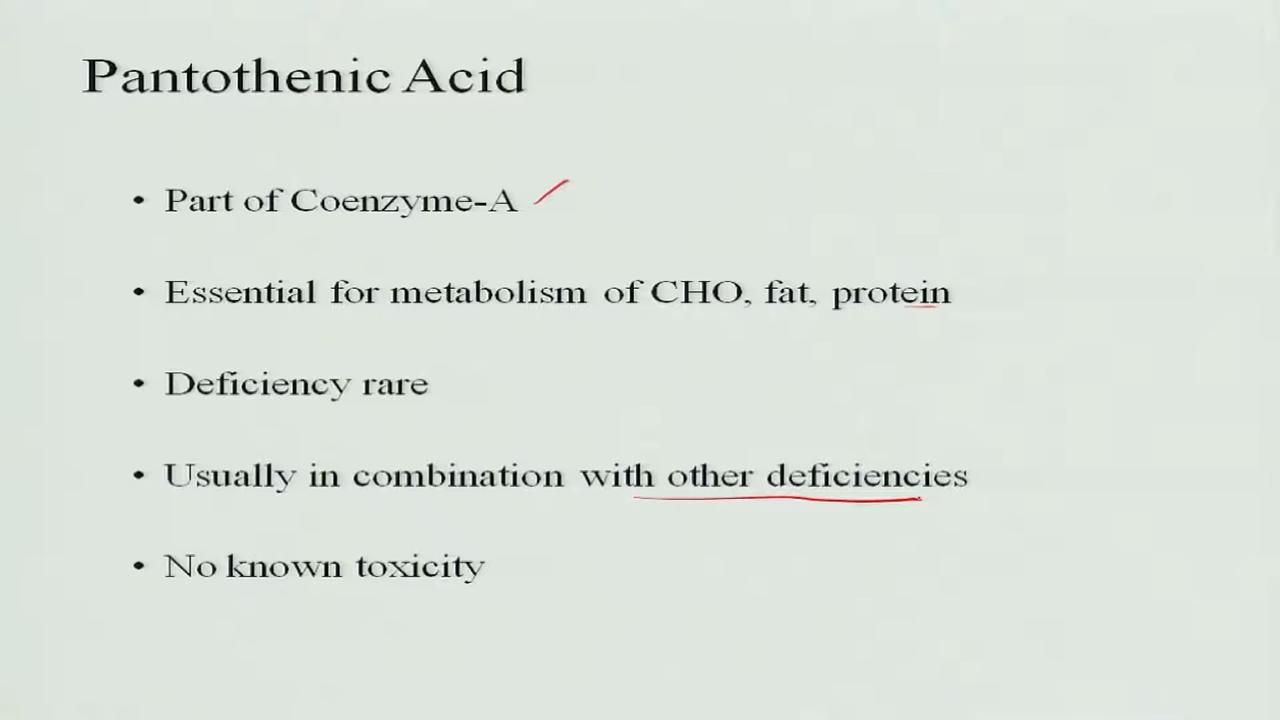 Pantothenic Acid
• Part of Coenzyme-A
• Essential for metabolism of CHO, fat, protein
• Deficiency rare
• Usually in combination with other deficiencies
• No known toxicity